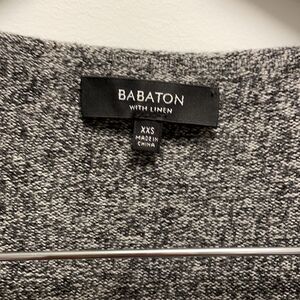 BABATON
WITH LINEN
XXS
MADE IN
CHINA